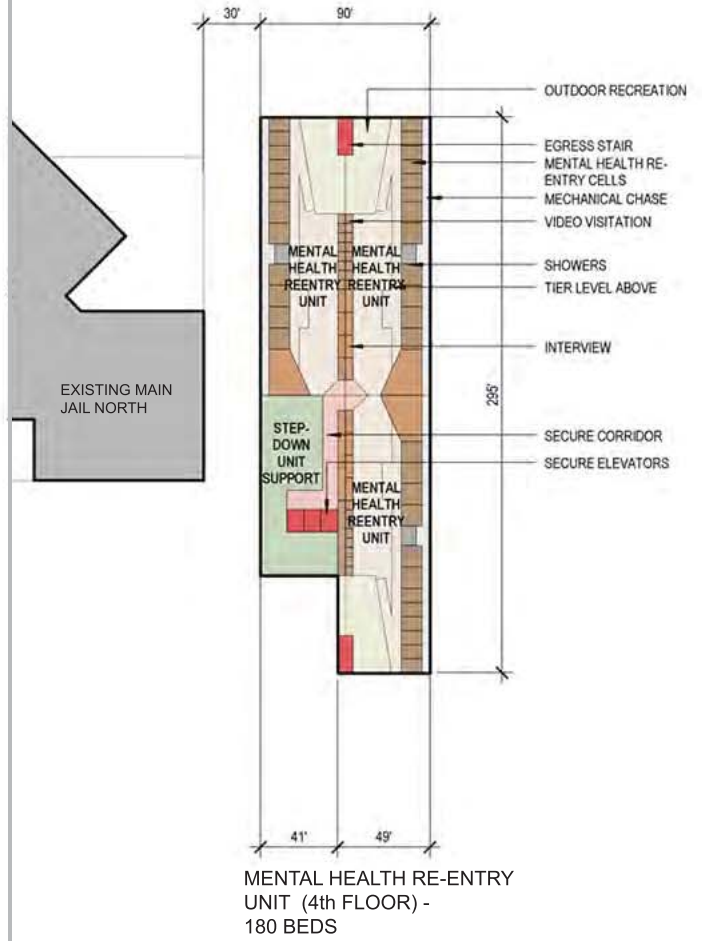 30'
90'
OUTDOOR RECREATION
EGRESS STAIR
MENTAL HEALTH RE-
ENTRY CELLS
MECHANICAL CHASE
VIDEO VISITATION
SHOWERS
TIER LEVEL ABOVE
INTERVIEW
SECURE CORRIDOR
SECURE ELEVATORS
MENTAL
HEALTH
REENTRY
UNIT
MENTAL
HEALTH
REENTRY
UNIT
EXISTING MAIN
JAIL NORTH
295'
STEP-
DOWN
UNIT
SUPPORT
MENTAL
HEALTH
REENTRY
UNIT
41'
49'
MENTAL HEALTH RE-ENTRY
UNIT (4th FLOOR) -
180 BEDS